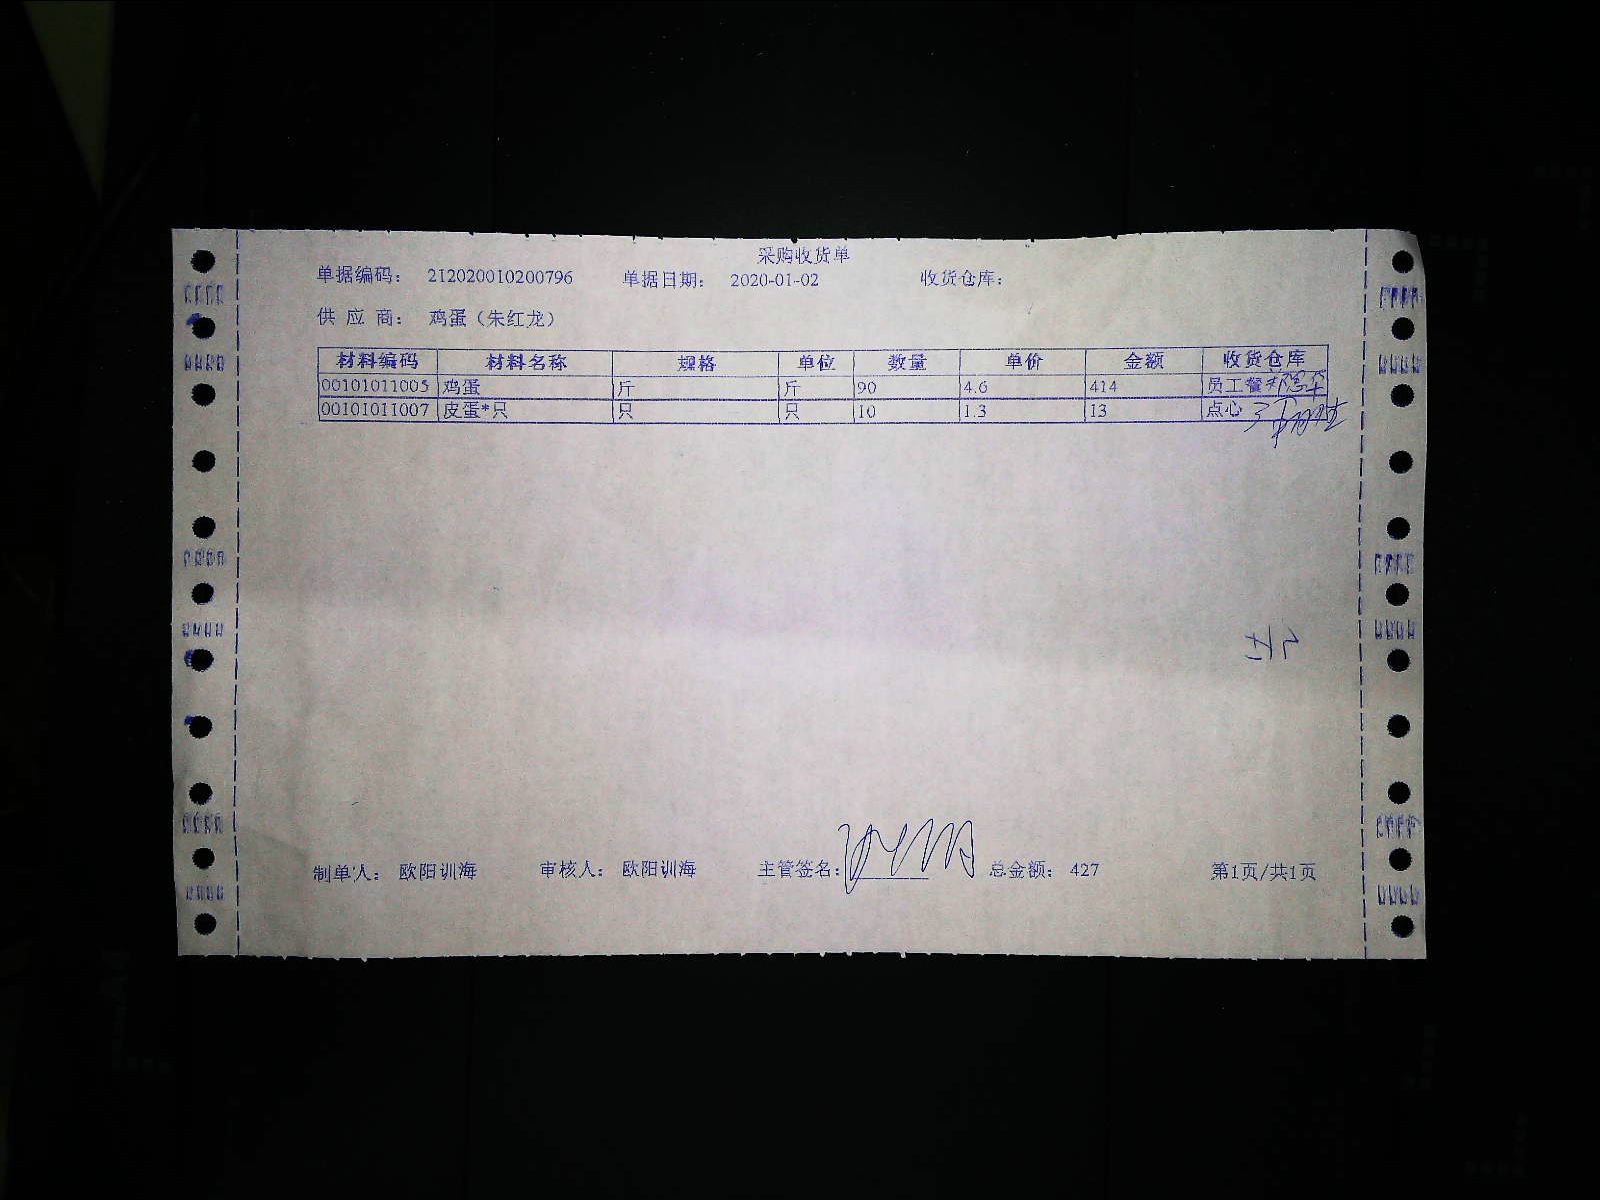 采购收货单
单据编码： 212020010200796 单据日期： 2020-01-02 收货仓库：
供 应 商： 鸡蛋（朱红龙）
材料编码 材料名称 规格 单位 数量 单价 金额 收货仓库
00101011005 鸡蛋 斤 斤 90 4.6 414 员工餐
00101011007 皮蛋*只 只 只 10 1.3 13 点心
制单人： 欧阳训海 审核人： 欧阳训海 主管签名： 总金额： 427 第1页/共1页